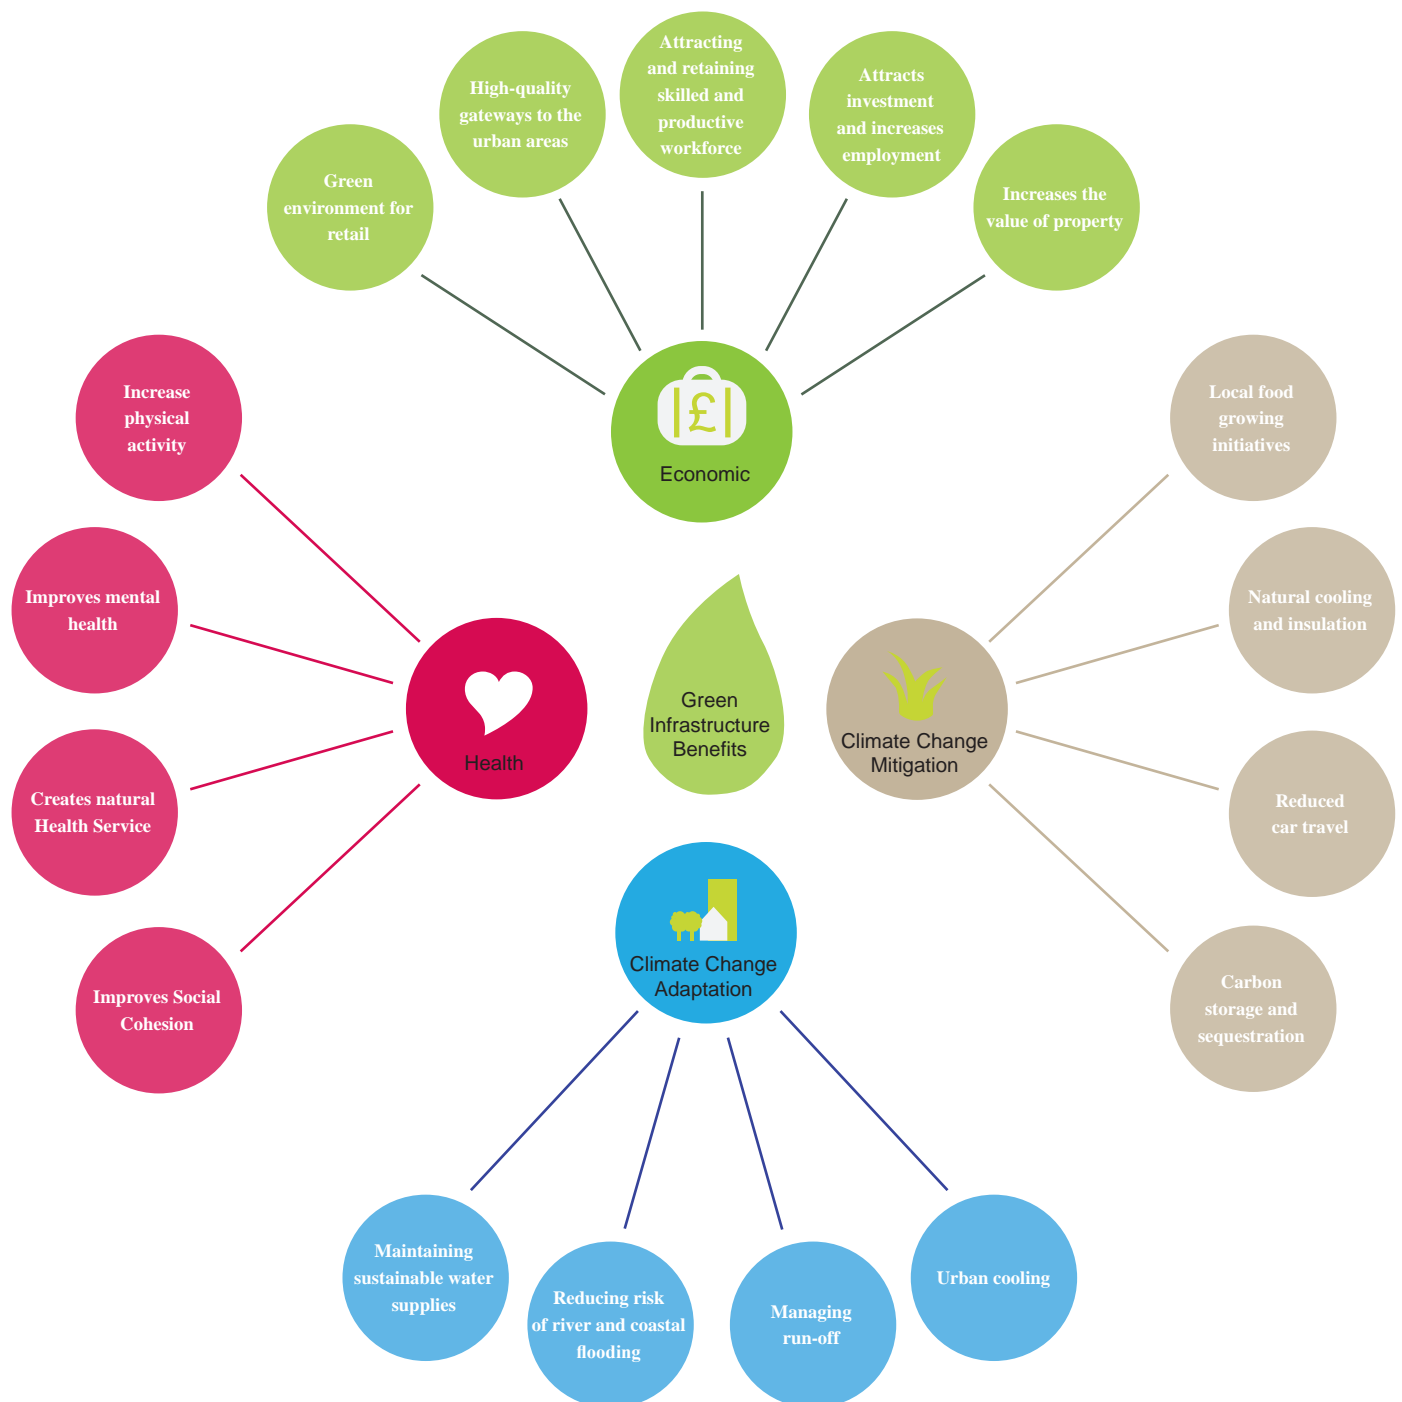 Attracting
and retaining
skilled and
productive
workforce
High-quality
gateways to the
urban areas
Attracts
investment
and increases
employment
Green
environment for
retail
Increases the
value of property
£
Economic
Increase
physical
activity
Local food
growing
initiatives
Improves mental
health
Natural cooling
and insulation
Green
Infrastructure
Benefits
Health
Climate Change
Mitigation
Creates natural
Health Service
Reduced
car travel
Climate Change
Adaptation
Improves Social
Cohesion
Carbon
storage and
sequestration
Maintaining
sustainable water
supplies
Reducing risk
of river and coastal
flooding
Managing
run-off
Urban cooling